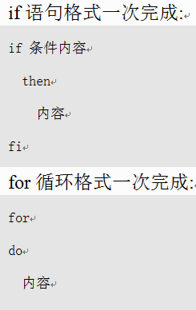 if 语句格式一次完成:
if 条件内容
then
内容
fi
for 循环格式一次完成:
for
do
内容